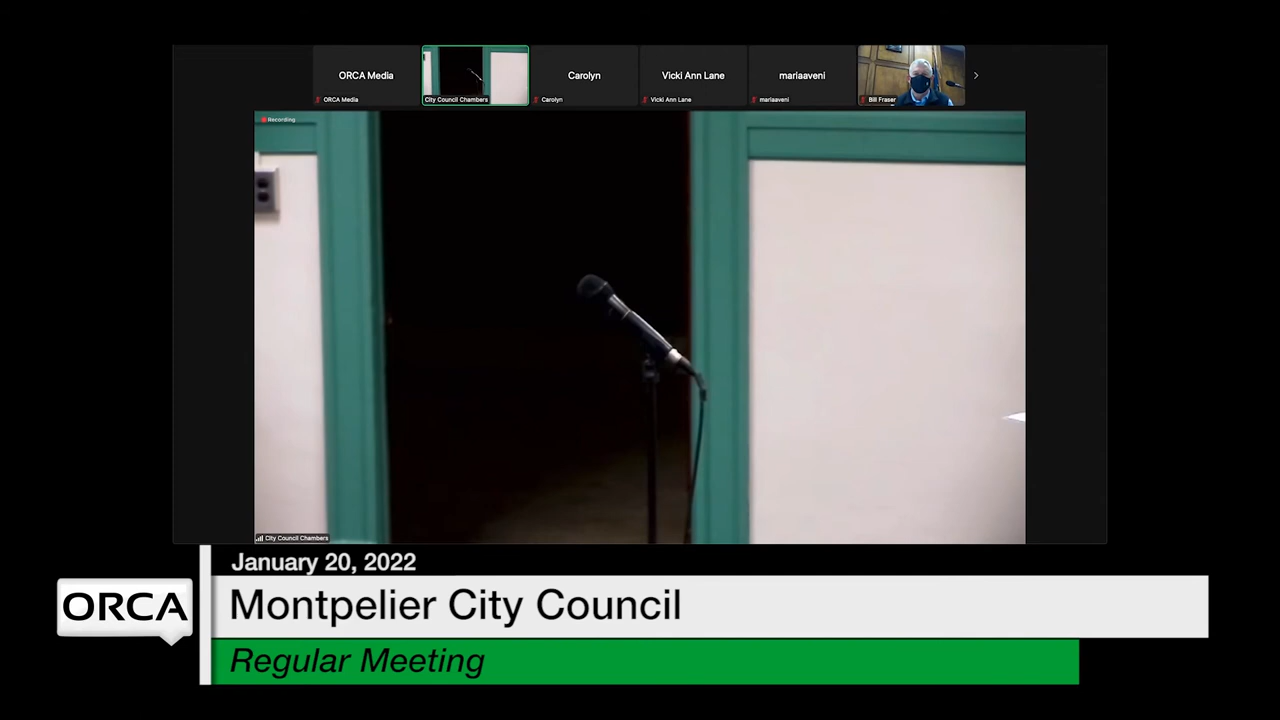 ORCA Media
Carolyn
Vicki Ann Lane
mariaaveni
ORCA Media
City Council Chambers
Carolyn
Vicki Ann Lane
mariaaveni
Bill Fraser
Recording
City Council Chambers
January 20, 2022
ORCA
Montpelier City Council
Regular Meeting